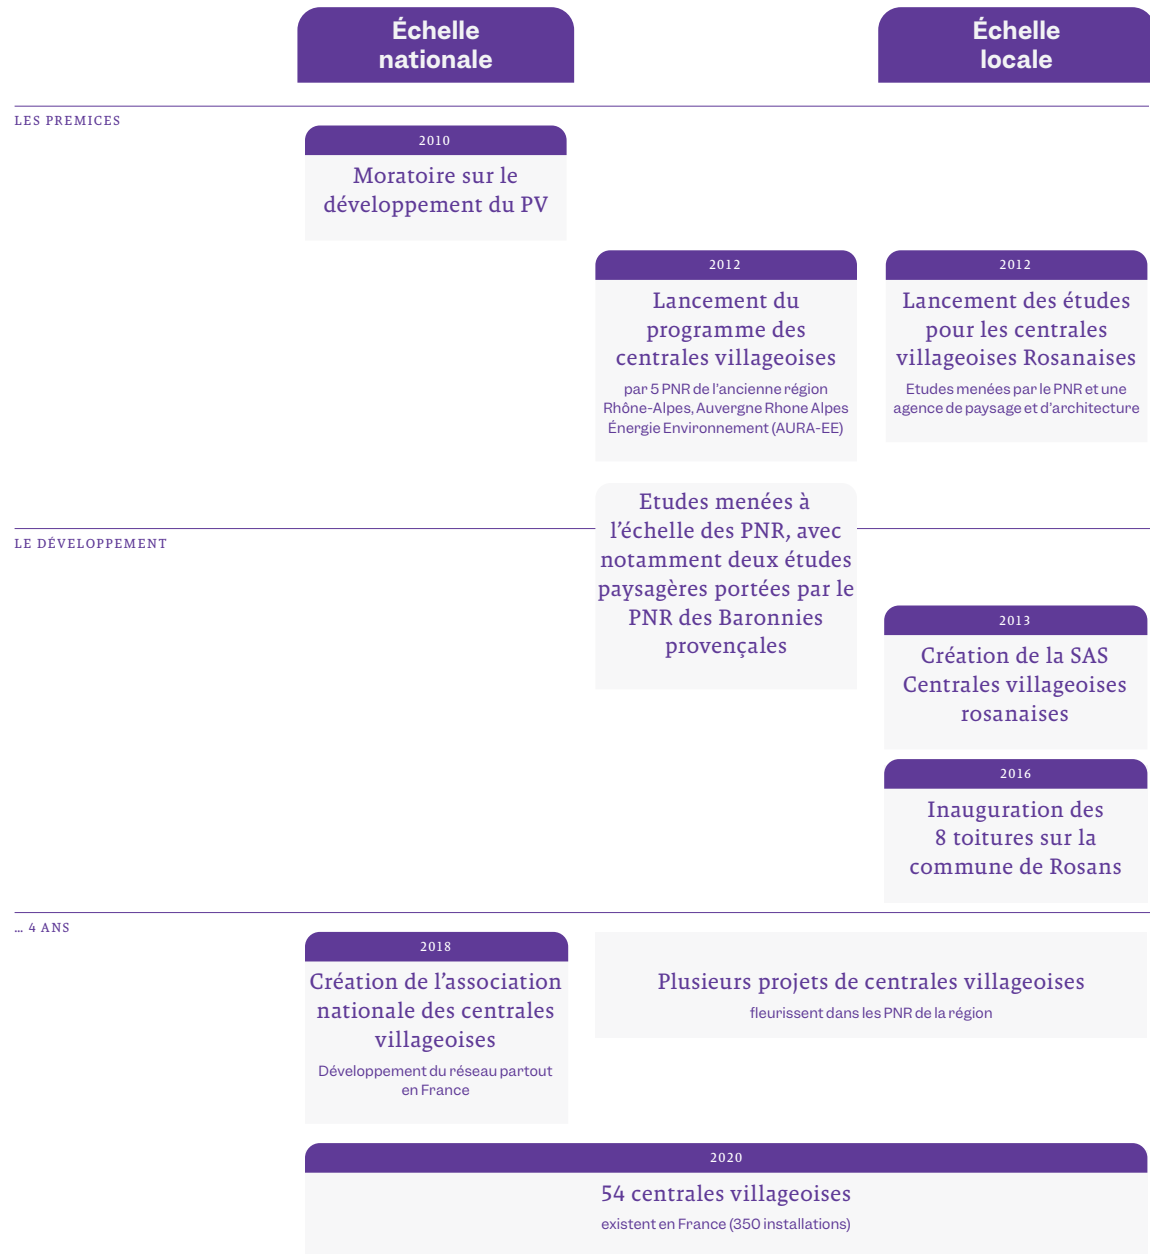 Échelle
nationale
Échelle
locale
LES PREMICES
2010
Moratoire sur le
développement du PV
2012
Lancement du
programme des
centrales villageoises
par 5 PNR de l'ancienne région
Rhône-Alpes, Auvergne Rhone Alpes
Énergie Environnement (AURA-EE)
2012
Lancement des études
pour les centrales
villageoises Rosanaises
Etudes menées par le PNR et une
agence de paysage et d'architecture
Etudes menées à
l'échelle des PNR, avec
notamment deux études
paysagères portées par le
PNR des Baronnies
provençales
LE DÉVELOPPEMENT
2013
Création de la SAS
Centrales villageoises
rosanaises
2016
Inauguration des
8 toitures sur la
commune de Rosans
... 4 ANS
2018
Création de l'association
nationale des centrales
villageoises
Développement du réseau partout
en France
Plusieurs projets de centrales villageoises
fleurissent dans les PNR de la région
2020
54 centrales villageoises
existent en France (350 installations)